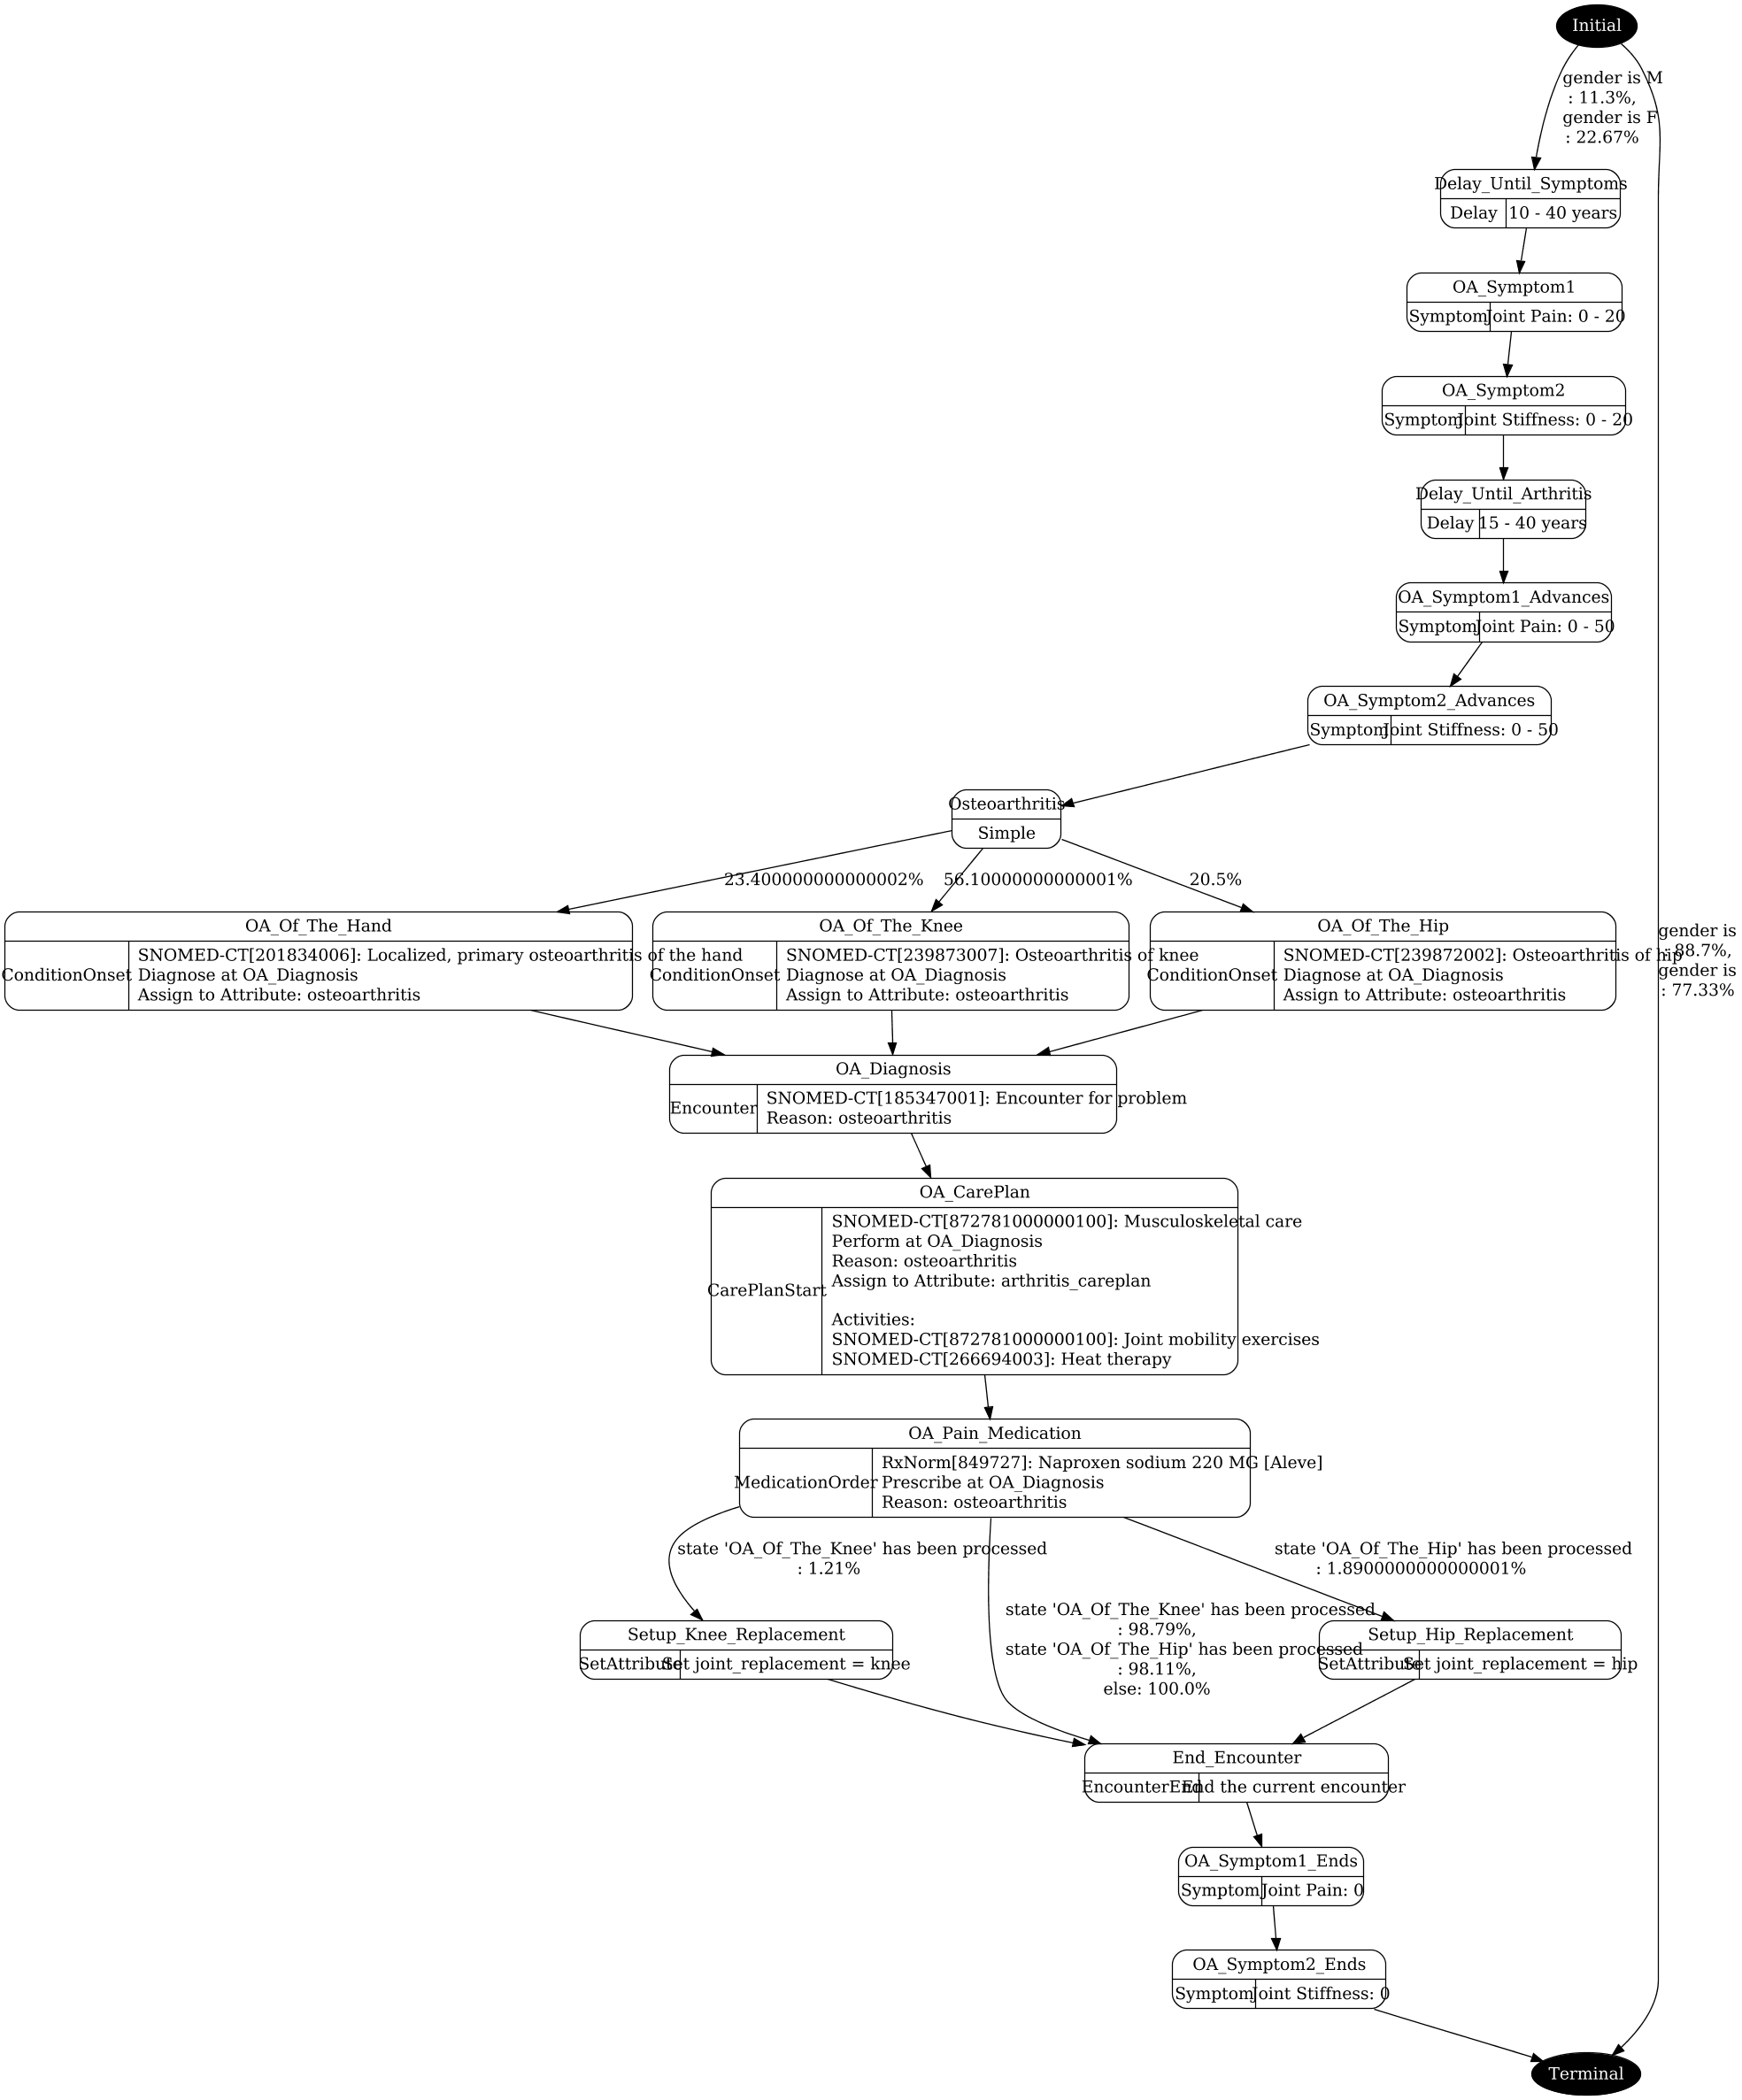 Initial
gender is M
: 11.3%,
gender is F
: 22.67%
Delay_Until_Symptoms
Delay
10 - 40 years
OA_Symptom1
Symptom
Joint Pain: 0 - 20
OA_Symptom2
Symptom
Joint Stiffness: 0 - 20
Delay_Until_Arthritis
Delay
15 - 40 years
OA_Symptom1_Advances
Symptom
Joint Pain: 0 - 50
OA_Symptom2_Advances
Symptom
Joint Stiffness: 0 - 50
Osteoarthritis
Simple
23.400000000000002%
56.10000000000001%
20.5%
OA_Of_The_Hand
ConditionOnset
SNOMED-CT[201834006]: Localized, primary osteoarthritis of the hand
Diagnose at OA_Diagnosis
Assign to Attribute: osteoarthritis
OA_Of_The_Knee
ConditionOnset
SNOMED-CT[239873007]: Osteoarthritis of knee
Diagnose at OA_Diagnosis
Assign to Attribute: osteoarthritis
OA_Of_The_Hip
ConditionOnset
SNOMED-CT[239872002]: Osteoarthritis of hip
Diagnose at OA_Diagnosis
Assign to Attribute: osteoarthritis
gender is
: 88.7%,
gender is
: 77.33%
OA_Diagnosis
Encounter
SNOMED-CT[185347001]: Encounter for problem
Reason: osteoarthritis
OA_CarePlan
CarePlanStart
SNOMED-CT[872781000000100]: Musculoskeletal care
Perform at OA_Diagnosis
Reason: osteoarthritis
Assign to Attribute: arthritis_careplan
Activities:
SNOMED-CT[872781000000100]: Joint mobility exercises
SNOMED-CT[266694003]: Heat therapy
OA_Pain_Medication
MedicationOrder
RxNorm[849727]: Naproxen sodium 220 MG [Aleve]
Prescribe at OA_Diagnosis
Reason: osteoarthritis
state 'OA_Of_The_Knee' has been processed
: 1.21%
state 'OA_Of_The_Hip' has been processed
: 1.8900000000000001%
state 'OA_Of_The_Knee' has been processed
: 98.79%,
state 'OA_Of_The_Hip' has been processed
: 98.11%,
else: 100.0%
Setup_Knee_Replacement
SetAttribute
Set joint_replacement = knee
Setup_Hip_Replacement
SetAttribute
Set joint_replacement = hip
End_Encounter
EncounterEnd
End the current encounter
OA_Symptom1_Ends
Symptom
Joint Pain: 0
OA_Symptom2_Ends
Symptom
Joint Stiffness: 0
Terminal